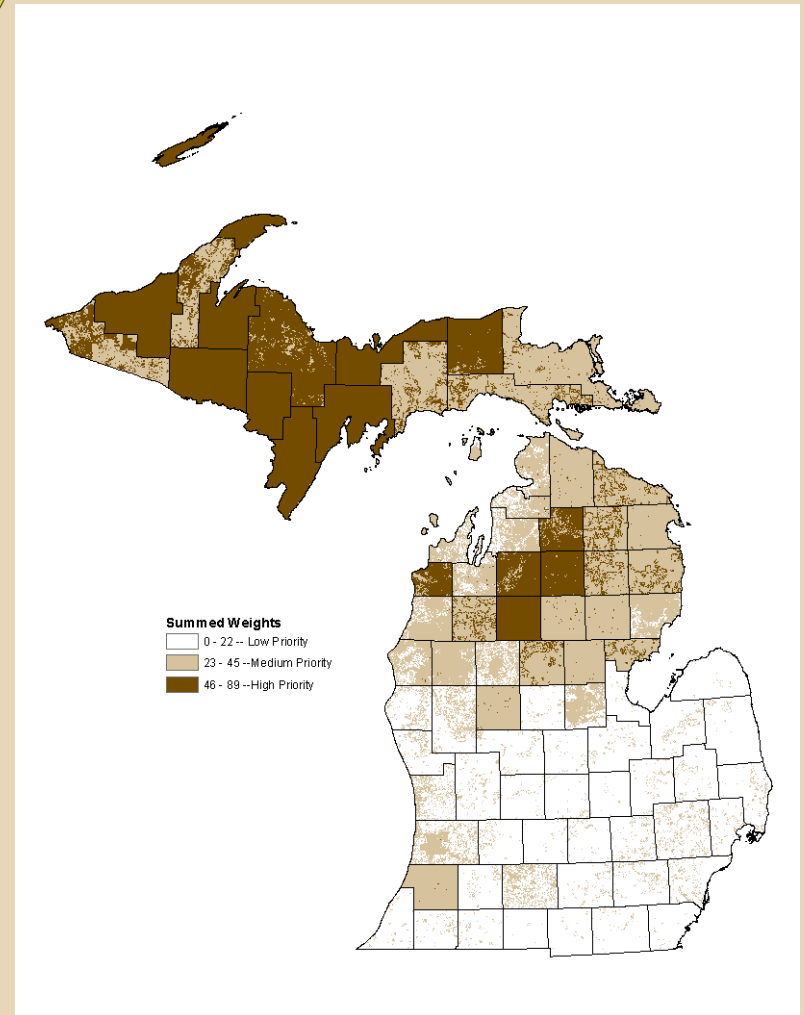 Summed Weights
0 - 22 -- Low Priority
23 - 45 --Medium Priority
46 - 89 --High Priority